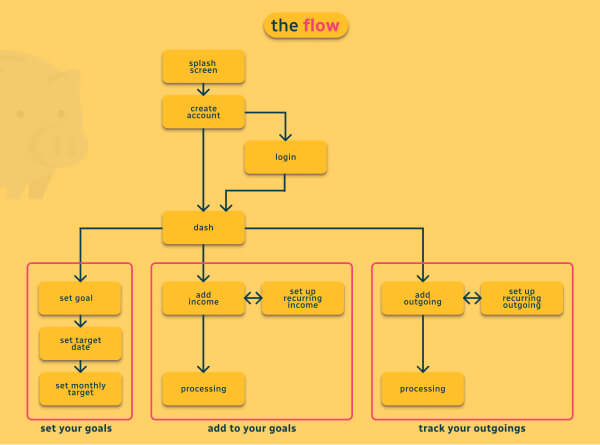 the flow
splash
screen
create
account
login
dash
set goal
set target
date
set monthly
target
set your goals
add
income
set up
recurring
income
processing
add to your goals
add
outgoing
set up
recurring
outgoing
processing
track your outgoings